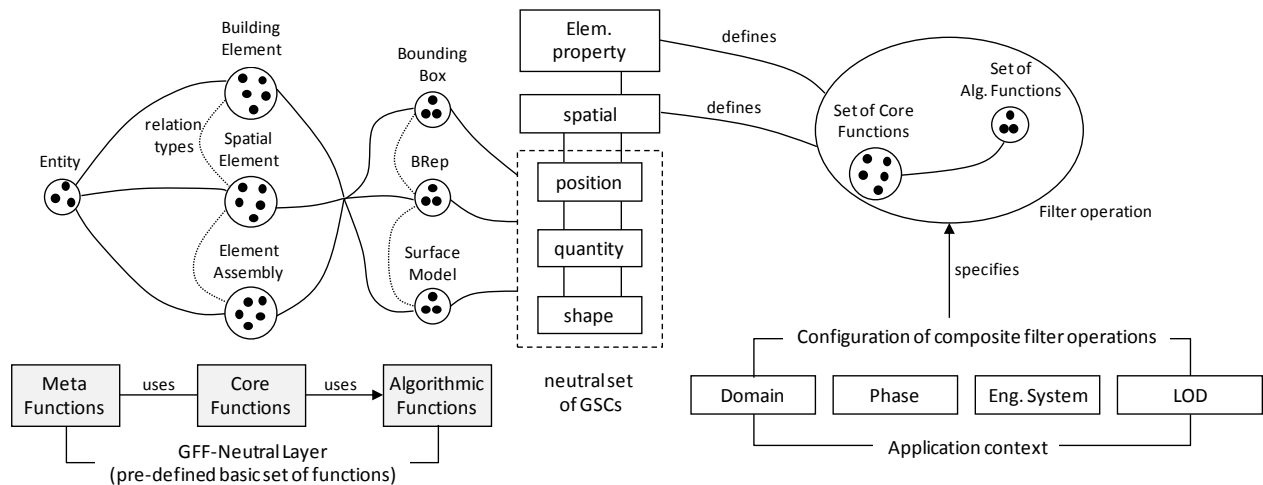 Building
Element
Bounding
Box
Elem.
property
defines
Set of
Alg. Functions
relation
types
spatial
defines
Set of Core
Functions
Entity
Spatial
Element
BRep
position
Filter operation
Element
Assembly
Surface
Model
quantity
specifies
shape
Configuration of composite filter operations
Meta
Functions
uses
Core
Functions
uses
Algorithmic
Functions
neutral set
of GSCs
Domain
Phase
Eng. System
LOD
GFF-Neutral Layer
(pre-defined basic set of functions)
Application context